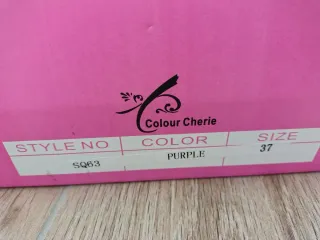 Colour Cherie
STYLE NO COLOR SIZE
SQ63 PURPLE 37